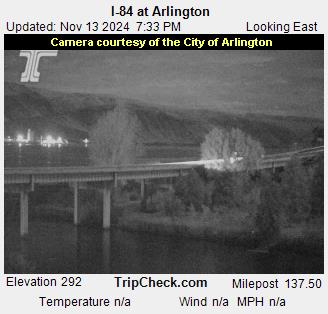 I-84 at Arlington
Updated: Nov 13 2024 7:33 PM Looking East
Camera courtesy of the City of Arlington
Elevation 292 TripCheck.com Milepost 137.50
Temperature n/a Wind n/a MPH n/a